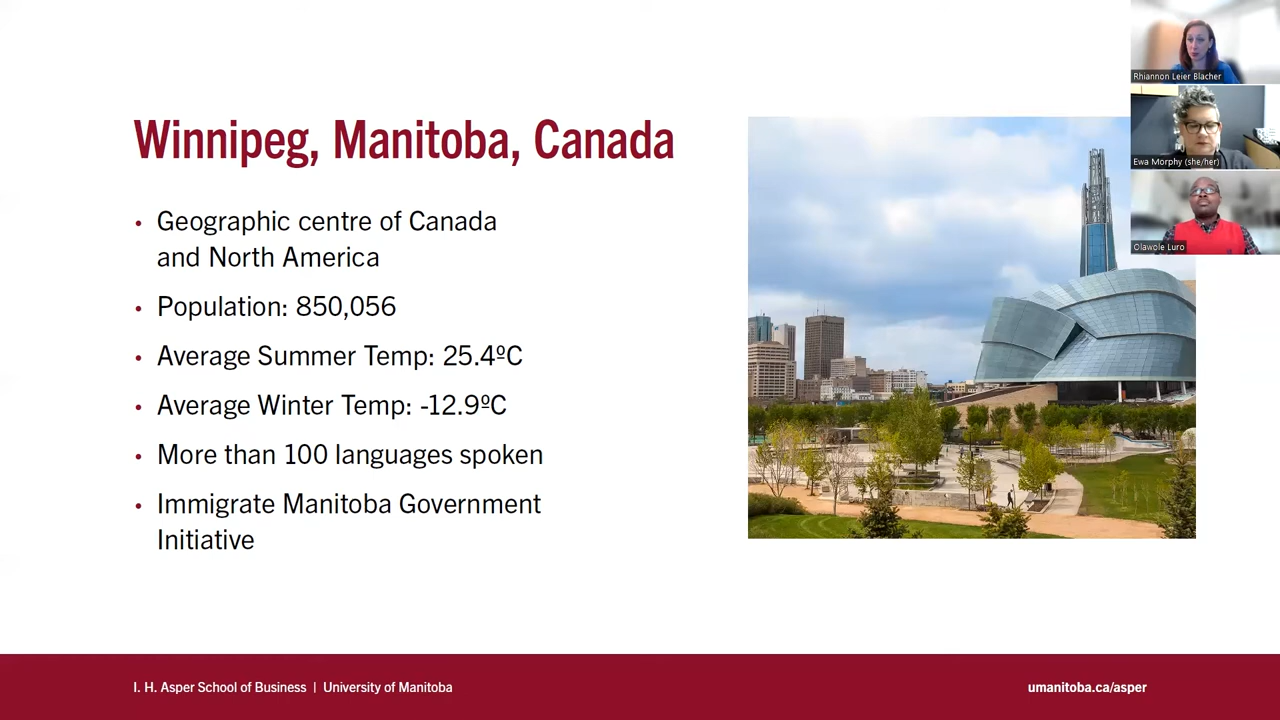 Winnipeg, Manitoba, Canada
• Geographic centre of Canada
and North America
• Population: 850,056
• Average Summer Temp: 25.4ºC
• Average Winter Temp: -12.9ºC
• More than 100 languages spoken
• Immigrate Manitoba Government
Initiative
Rhiannon Leier Blacher
Ewa Morphy (she/her)
Olawole Luro
I. H. Asper School of Business | University of Manitoba
umanitoba.ca/asper